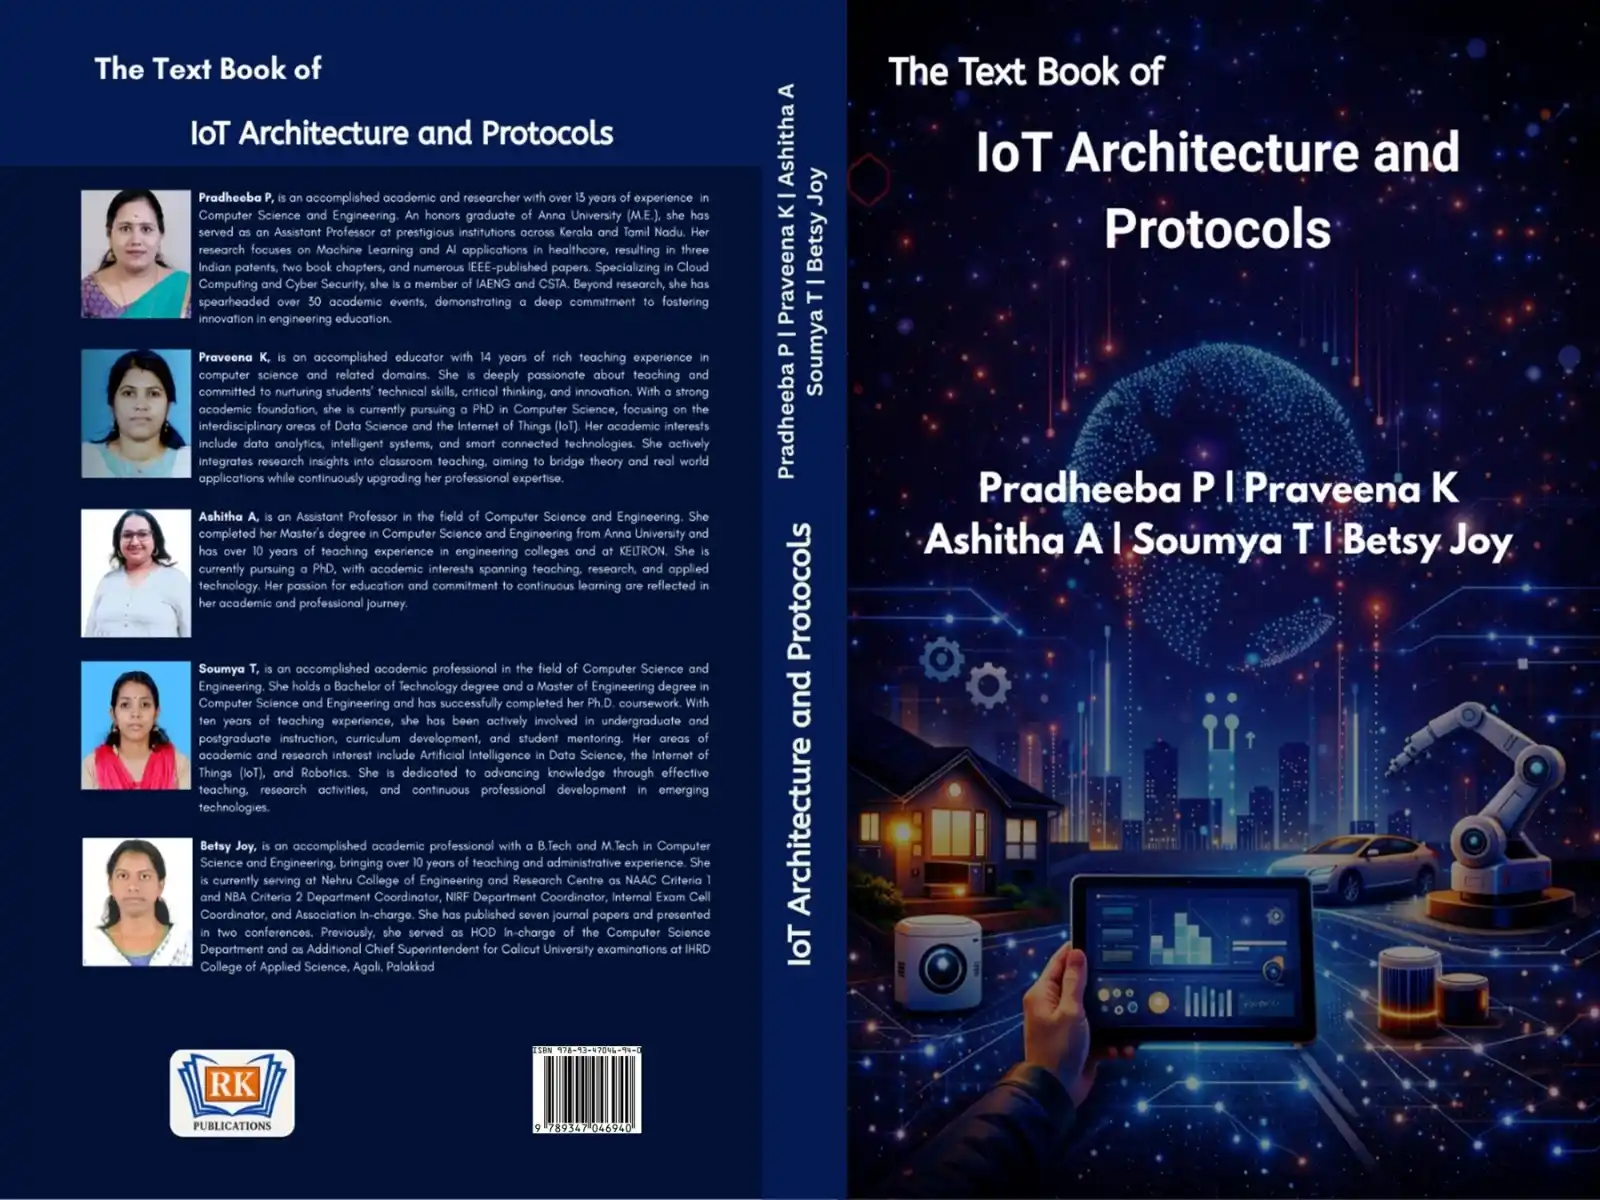 The Text Book of
IoT Architecture and Protocols
Pradheeba P, is an accomplished academic and researcher with over 13 years of experience in
Computer Science and Engineering. An honors graduate of Anna University (M.E.), she has
served as an Assistant Professor at prestigious institutions across Kerala and Tamil Nadu. Her
research focuses on Machine Learning and AI applications in healthcare, resulting in three
Indian patents, two book chapters, and numerous IEEE-published papers. Specializing in Cloud
Computing and Cyber Security, she is a member of IAENG and CSTA. Beyond research, she has
spearheaded over 30 academic events, demonstrating a deep commitment to fostering
innovation in engineering education.
Praveena K, is an accomplished educator with 14 years of rich teaching experience in
computer science and related domains. She is deeply passionate about teaching and
committed to nurturing students' technical skills, critical thinking, and innovation. With a strong
academic foundation, she is currently pursuing a PhD in Computer Science, focusing on the
interdisciplinary areas of Data Science and the Internet of Things (IoT). Her academic interests
include data analytics, intelligent systems, and smart connected technologies. She actively
integrates research insights into classroom teaching, aiming to bridge theory and real world
applications while continuously upgrading her professional expertise.
Ashitha A, is an Assistant Professor in the field of Computer Science and Engineering. She
completed her Master's degree in Computer Science and Engineering from Anna University and
has over 10 years of teaching experience in engineering colleges and at KELTRON. She is
currently pursuing a PhD, with academic interests spanning teaching, research, and applied
technology. Her passion for education and commitment to continuous learning are reflected in
her academic and professional journey.
Soumya T, is an accomplished academic professional in the field of Computer Science and
Engineering. She holds a Bachelor of Technology degree and a Master of Engineering degree in
Computer Science and Engineering and has successfully completed her Ph.D. coursework. With
ten years of teaching experience, she has been actively involved in undergraduate and
postgraduate instruction, curriculum development, and student mentoring. Her areas of
academic and research interest include Artificial Intelligence in Data Science, the Internet of
Things (IoT), and Robotics. She is dedicated to advancing knowledge through effective
teaching, research activities, and continuous professional development in emerging
technologies.
Betsy Joy, is an accomplished academic professional with a B.Tech and M.Tech in Computer
Science and Engineering, bringing over 10 years of teaching and administrative experience. She
is currently serving at Nehru College of Engineering and Research Centre as NAAC Criteria 1
and NBA Criteria 2 Department Coordinator, NIRF Department Coordinator, Internal Exam Cell
Coordinator, and Association In-charge. She has published seven journal papers and presented
in two conferences. Previously, she served as HOD In-charge of the Computer Science
Department and as Additional Chief Superintendent for Calicut University examinations at IHRD
College of Applied Science, Agali, Palakkad
RK
PUBLICATIONS
ISBN 978-93-47046-94-0
9 789347 046940
Pradheeba P | Praveena K | Ashitha A
Soumya T | Betsy Joy
IoT Architecture and Protocols
The Text Book of
IoT Architecture and
Protocols
Pradheeba P | Praveena K
Ashitha A | Soumya T | Betsy Joy